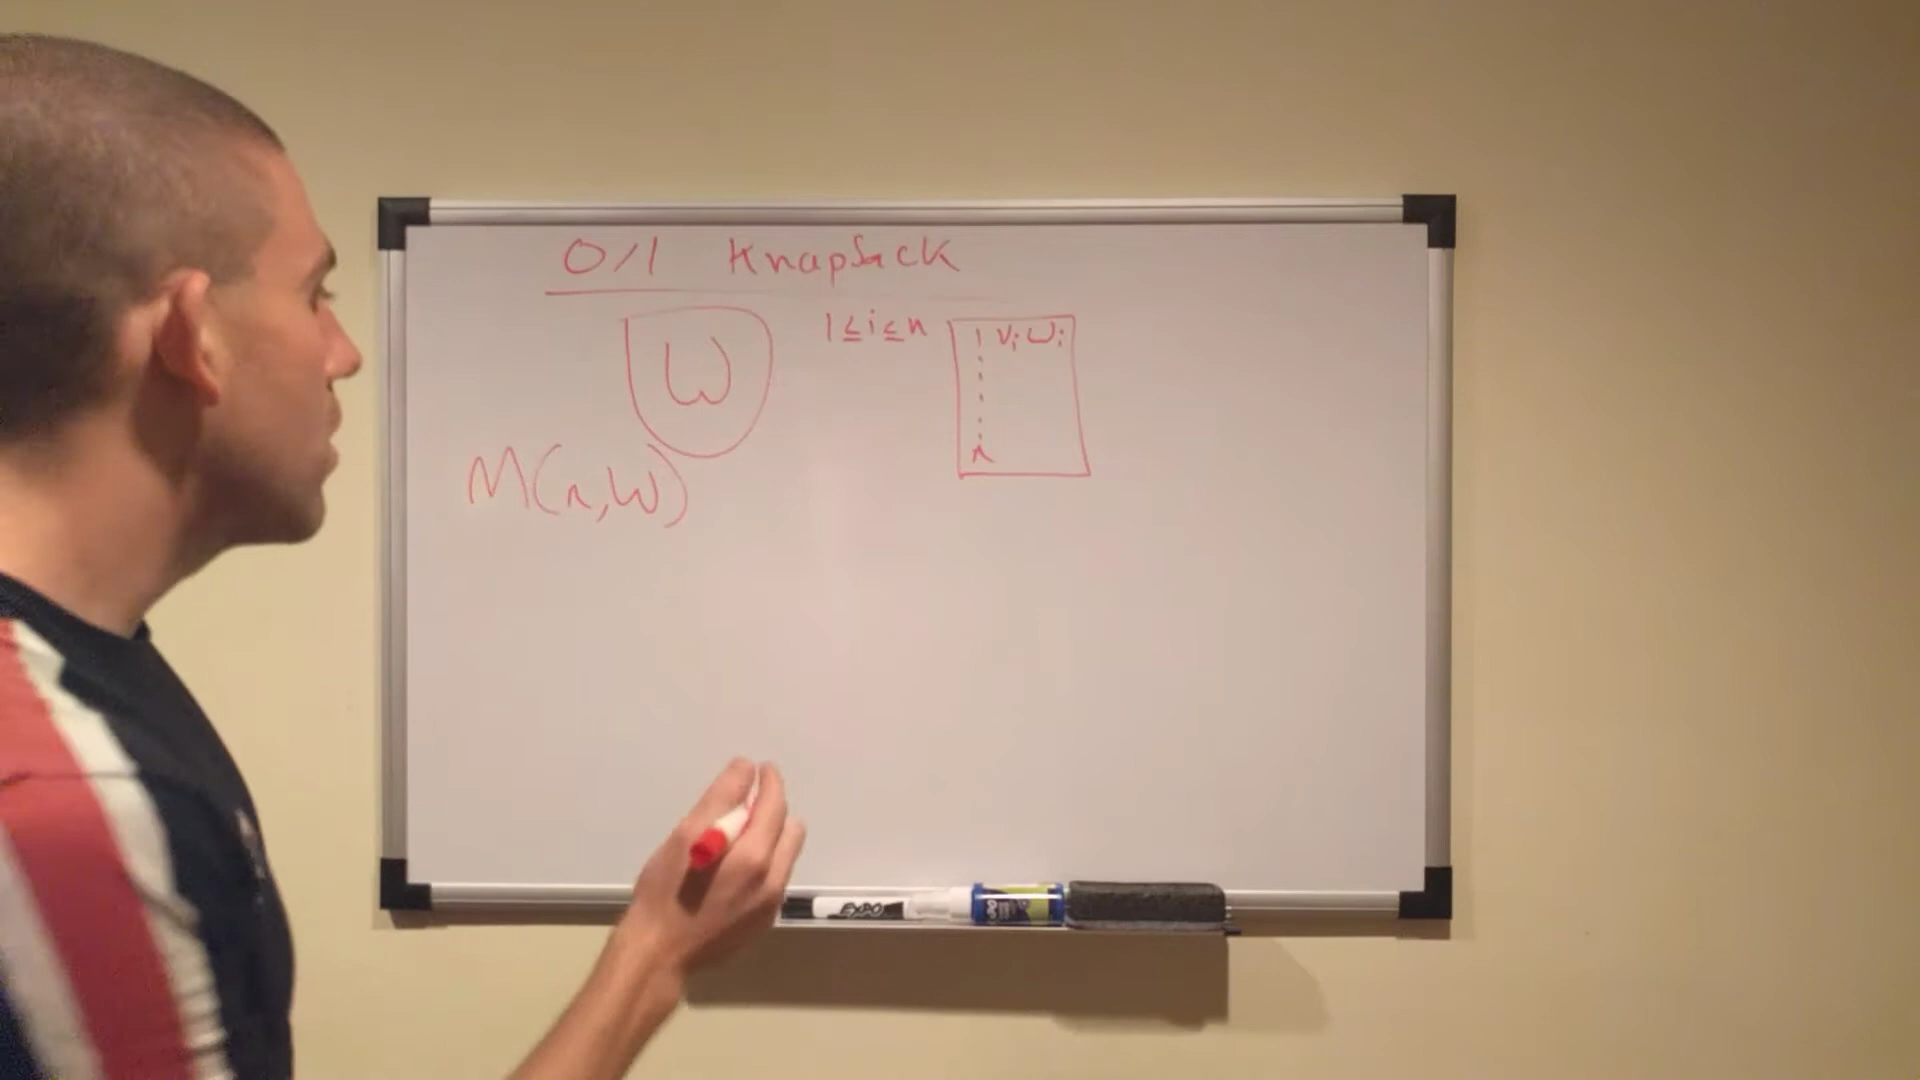 0/1 Knapsack
W
1≤i≤n
1 vᵢ wᵢ
n
M(n,W)
EXPO